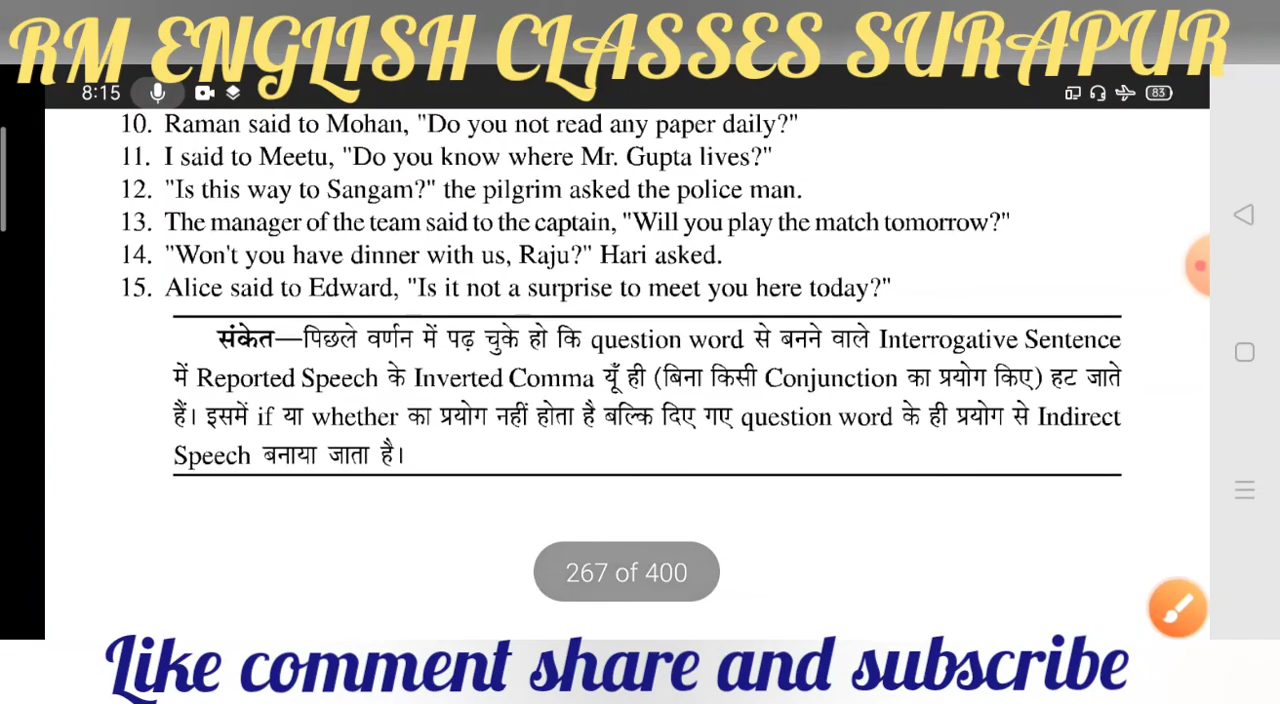 RM ENGLISH CLASSES SURAPUR
8:15 83
10. Raman said to Mohan, "Do you not read any paper daily?"
11. I said to Meetu, "Do you know where Mr. Gupta lives?"
12. "Is this way to Sangam?" the pilgrim asked the police man.
13. The manager of the team said to the captain, "Will you play the match tomorrow?"
14. "Won't you have dinner with us, Raju?" Hari asked.
15. Alice said to Edward, "Is it not a surprise to meet you here today?"
संकेत—पिछले वर्णन में पढ़ चुके हो कि question word से बनने वाले Interrogative Sentence
में Reported Speech के Inverted Comma यूँ ही (बिना किसी Conjunction का प्रयोग किए) हट जाते
हैं। इसमें if या whether का प्रयोग नहीं होता है बल्कि दिए गए question word के ही प्रयोग से Indirect
Speech बनाया जाता है।
267 of 400
Like comment share and subscribe